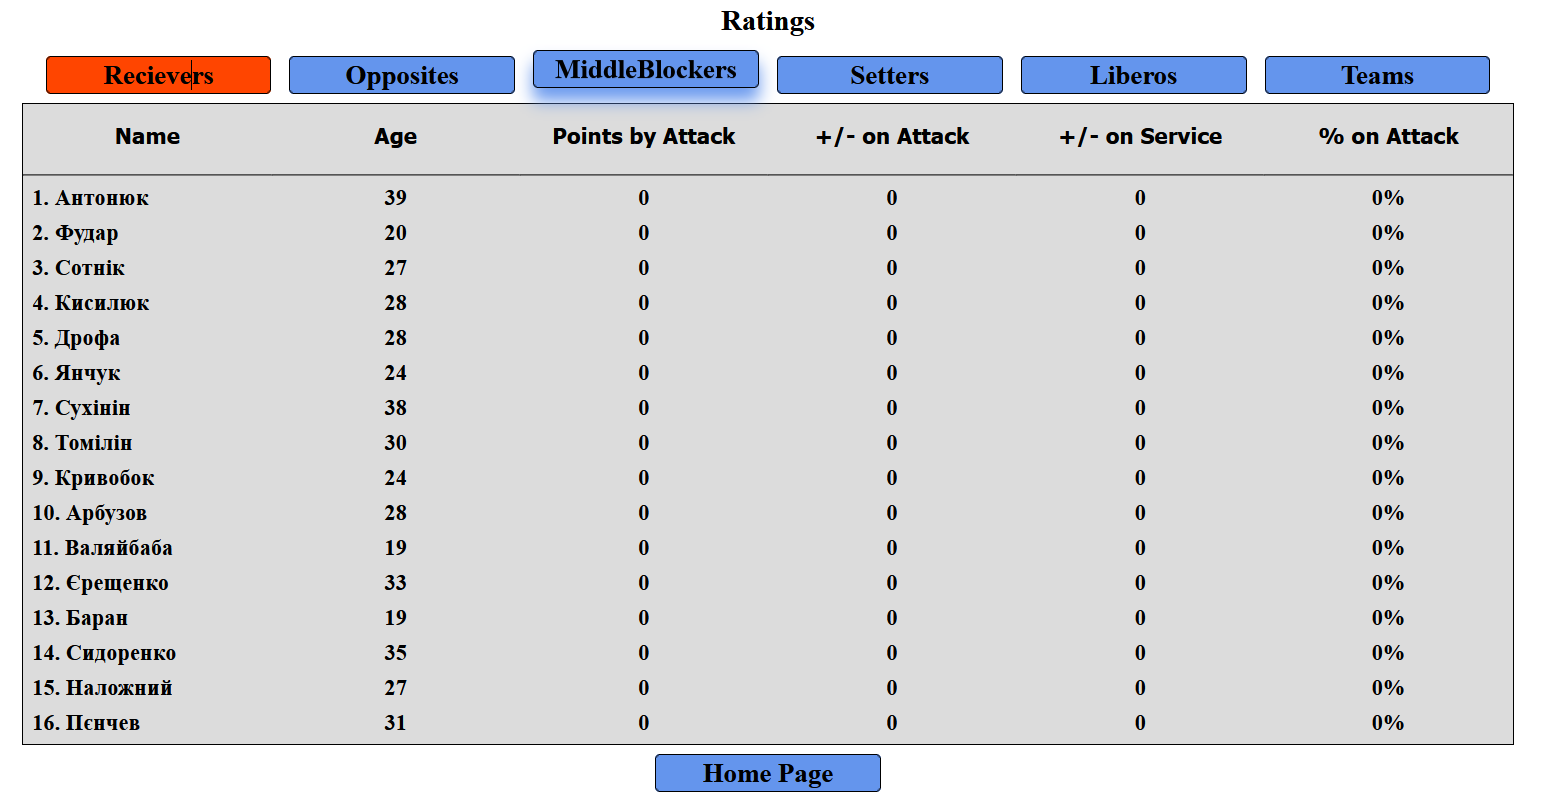 Ratings
Recievers Opposites MiddleBlockers Setters Liberos Teams
Name Age Points by Attack +/- on Attack +/- on Service % on Attack
1. Антонюк 39 0 0 0 0%
2. Фудар 20 0 0 0 0%
3. Сотнік 27 0 0 0 0%
4. Кисилюк 28 0 0 0 0%
5. Дрофа 28 0 0 0 0%
6. Янчук 24 0 0 0 0%
7. Сухінін 38 0 0 0 0%
8. Томілін 30 0 0 0 0%
9. Кривобок 24 0 0 0 0%
10. Арбузов 28 0 0 0 0%
11. Валяйбаба 19 0 0 0 0%
12. Єрещенко 33 0 0 0 0%
13. Баран 19 0 0 0 0%
14. Сидоренко 35 0 0 0 0%
15. Наложний 27 0 0 0 0%
16. Пєнчев 31 0 0 0 0%
Home Page